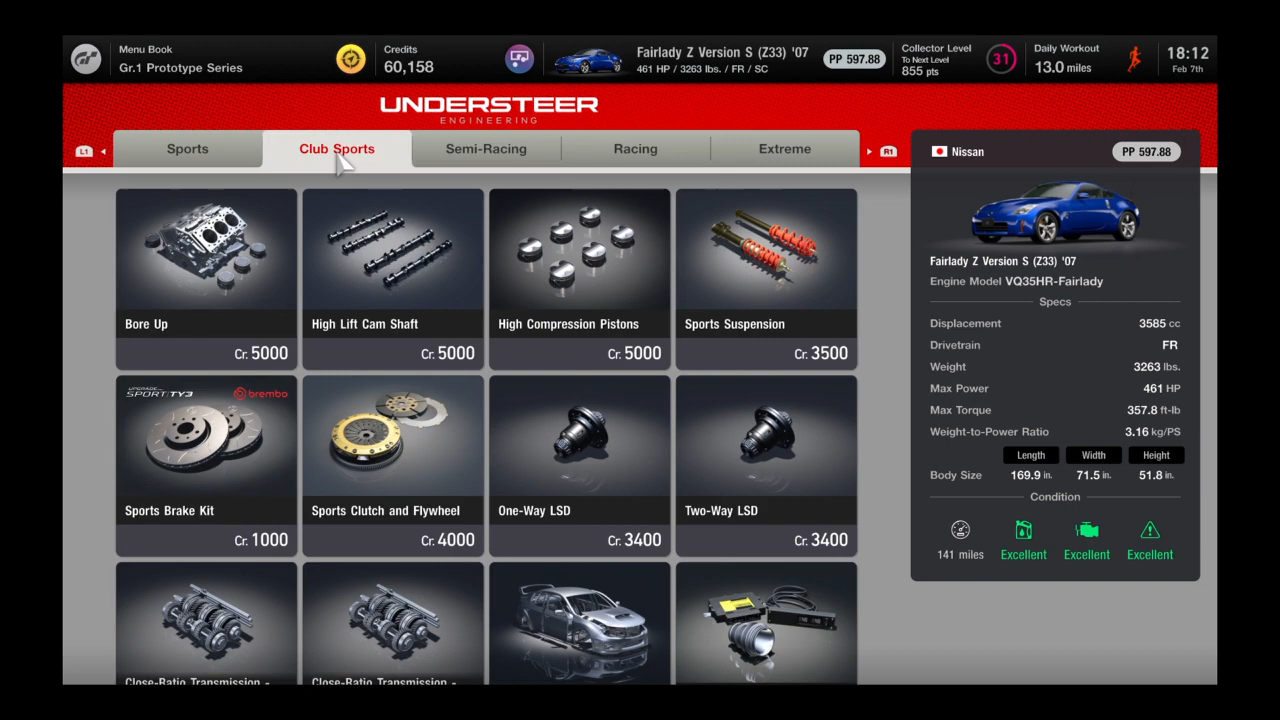 Menu Book
Gr.1 Prototype Series
Credits
60,158
Fairlady Z Version S (Z33) '07
461 HP / 3263 lbs. / FR / SC
PP 597.88
Collector Level
To Next Level
855 pts
31
Daily Workout
13.0 miles
18:12
Feb 7th
UNDERSTEER
ENGINEERING
L1
Sports
Club Sports
Semi-Racing
Racing
Extreme
R1
Bore Up
Cr. 5000
High Lift Cam Shaft
Cr. 5000
High Compression Pistons
Cr. 5000
Sports Suspension
Cr. 3500
UPGRADE
SPORT | TY3
brembo
Sports Brake Kit
Cr. 1000
Sports Clutch and Flywheel
Cr. 4000
One-Way LSD
Cr. 3400
Two-Way LSD
Cr. 3400
Close-Ratio Transmission -
Close-Ratio Transmission -
Nissan
PP 597.88
Fairlady Z Version S (Z33) '07
Engine Model VQ35HR-Fairlady
Specs
Displacement 3585 cc
Drivetrain FR
Weight 3263 lbs.
Max Power 461 HP
Max Torque 357.8 ft-lb
Weight-to-Power Ratio 3.16 kg/PS
Length Width Height
Body Size 169.9 in. 71.5 in. 51.8 in.
Condition
141 miles Excellent Excellent Excellent